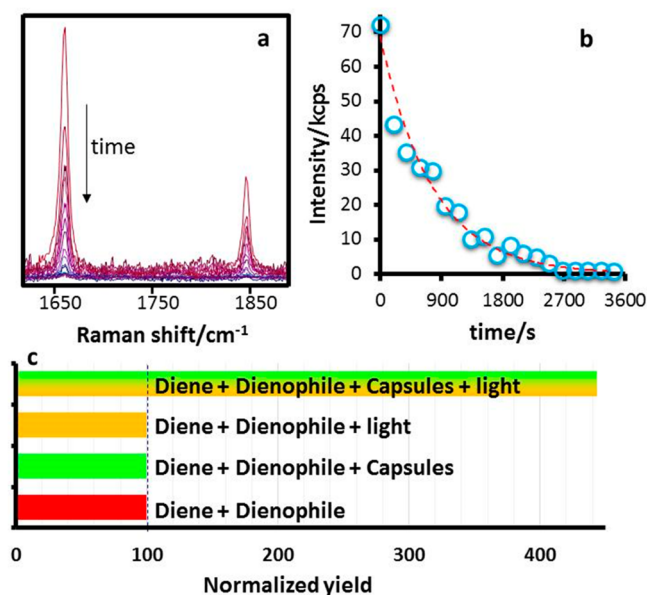 a
time
1650 1750 1850
Raman shift/cm⁻¹
b
Intensity/kcps
70
60
50
40
30
20
10
0
0 900 1800 2700 3600
time/s
c
Diene + Dienophile + Capsules + light
Diene + Dienophile + light
Diene + Dienophile + Capsules
Diene + Dienophile
0 100 200 300 400
Normalized yield